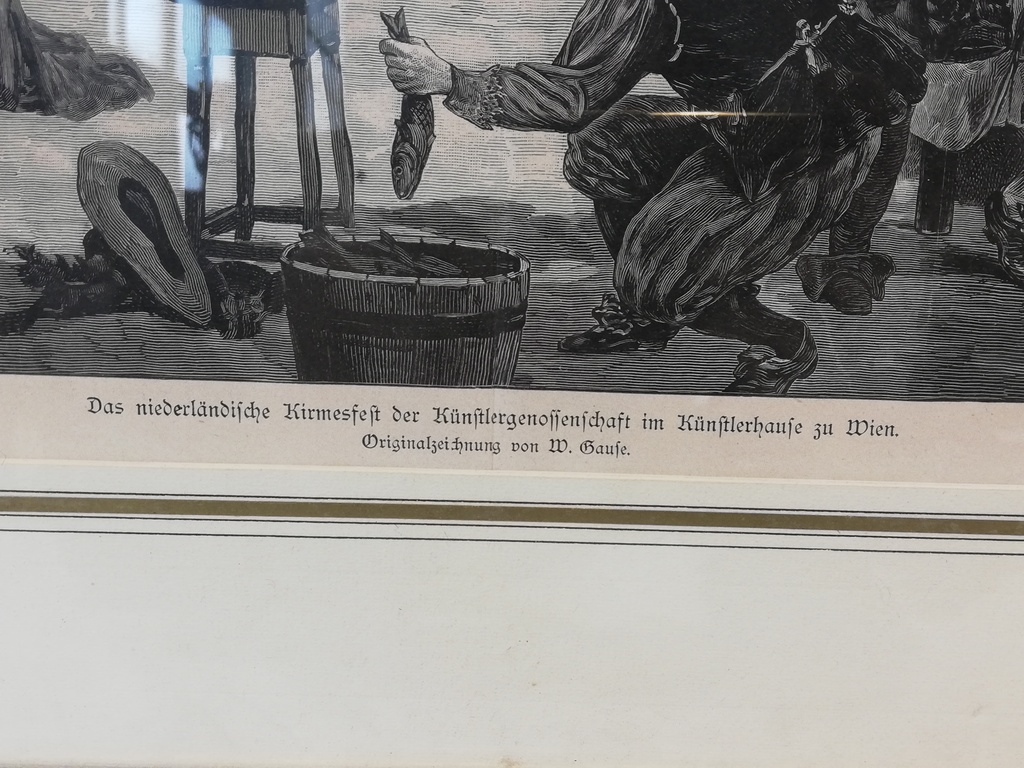 Das niederländische Kirmesfest der Künstlergenossenschaft im Künstlerhause zu Wien.
Originalzeichnung von W. Gause.